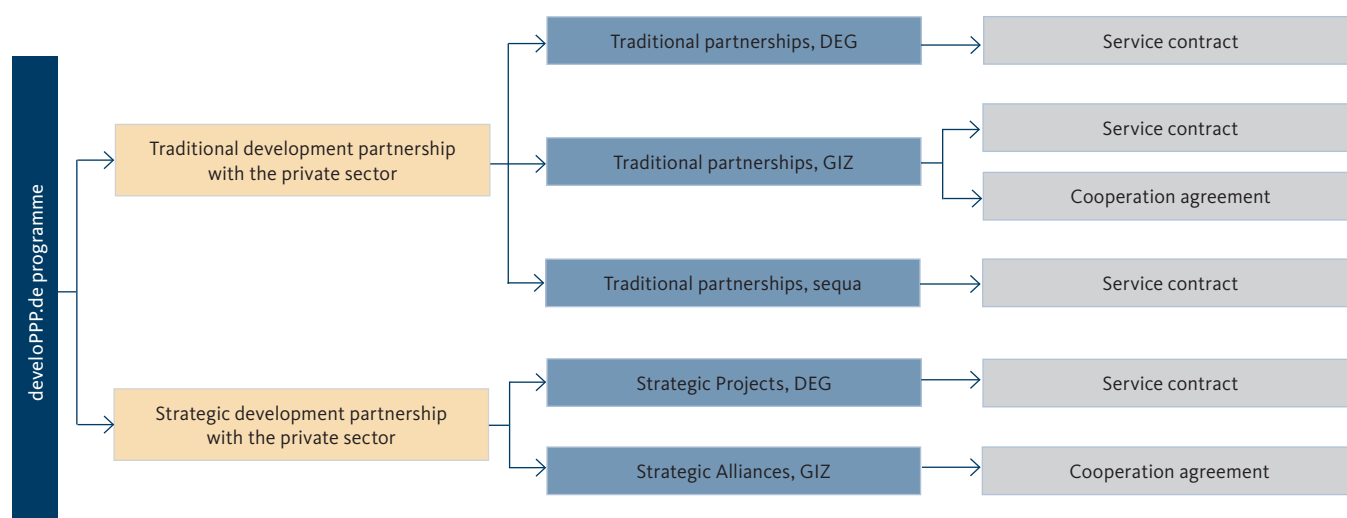 develoPPP.de programme
Traditional development partnership
with the private sector
Traditional partnerships, DEG
Service contract
Traditional partnerships, GIZ
Service contract
Cooperation agreement
Traditional partnerships, sequa
Service contract
Strategic development partnership
with the private sector
Strategic Projects, DEG
Service contract
Strategic Alliances, GIZ
Cooperation agreement